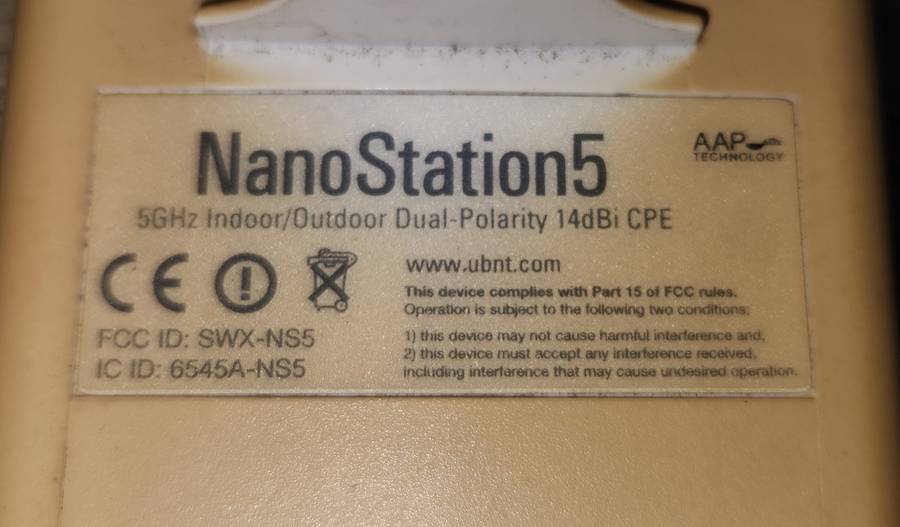 NanoStation5
AAP
TECHNOLOGY
5GHz Indoor/Outdoor Dual-Polarity 14dBi CPE
CE
www.ubnt.com
This device complies with Part 15 of FCC rules.
Operation is subject to the following two conditions:
1) this device may not cause harmful interference and,
2) this device must accept any interference received,
including interference that may cause undesired operation.
FCC ID: SWX-NS5
IC ID: 6545A-NS5